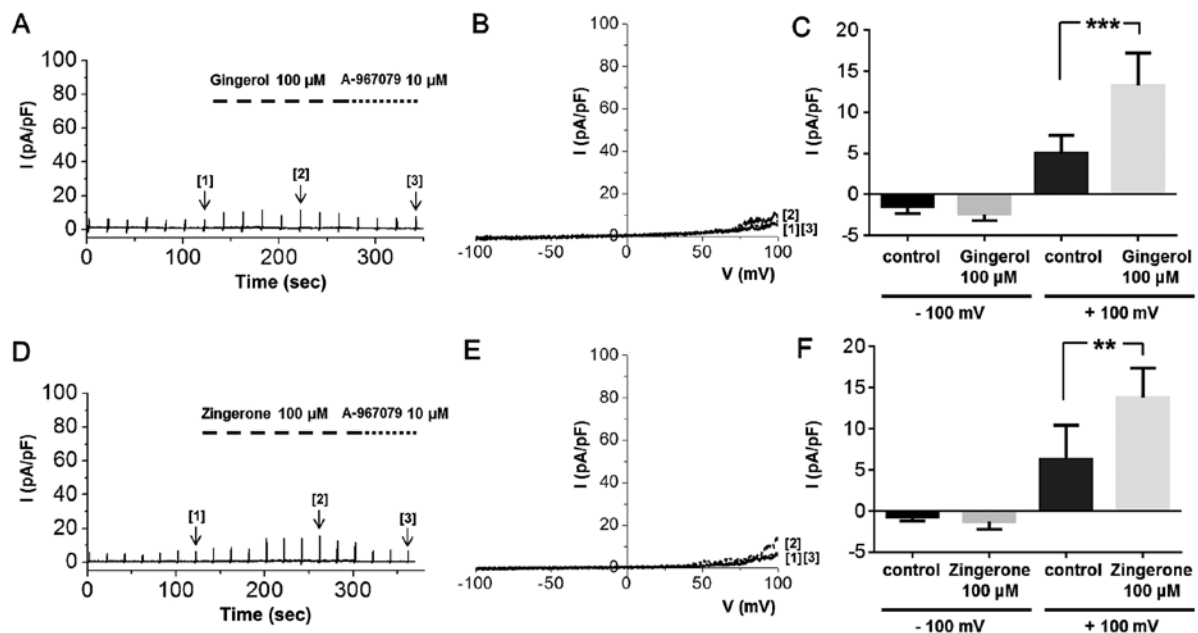 A
I (pA/pF)
100
80
60
40
20
0
Gingerol 100 µM A-967079 10 µM
[1]
[2]
[3]
0 100 200 300
Time (sec)
B
I (pA/pF)
100
80
60
40
20
[2]
[1][3]
-100 -50 0 50 100
V (mV)
C
I (pA/pF)
20
15
10
5
0
-5
***
control Gingerol control Gingerol
100 µM 100 µM
- 100 mV + 100 mV
D
I (pA/pF)
100
80
60
40
20
0
Zingerone 100 µM A-967079 10 µM
[1]
[2]
[3]
0 100 200 300
Time (sec)
E
I (pA/pF)
100
80
60
40
20
[2]
[1][3]
-100 -50 0 50 100
V (mV)
F
I (pA/pF)
20
15
10
5
0
-5
**
control Zingerone control Zingerone
100 µM 100 µM
- 100 mV + 100 mV